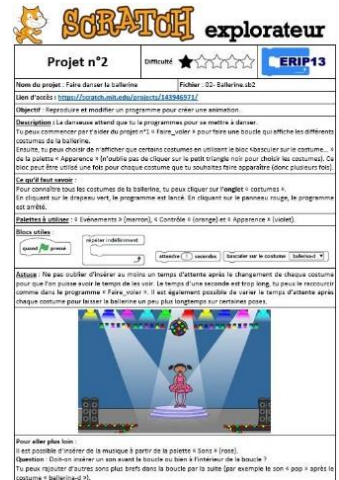 SCRATCH explorateur
Projet n°2
Difficulté
ERIP13
Nom du projet : Faire danser la ballerine
Fichier : 02- Ballerine.sb2
Lien d'accès : https://scratch.mit.edu/projects/143946971/
Objectif : Reproduire et modifier un programme pour créer une animation.
Description : La danseuse attend que tu la programmes pour se mettre à danser.
Tu peux commencer par t'aider du projet n°1 « Faire_voler » pour faire une boucle qui affiche les différents
costumes de la ballerine.
Ensuite, tu peux choisir de n'afficher que certains costumes en utilisant le bloc «basculer sur le costume... »
de la palette « Apparence » (n'oublie pas de cliquer sur le petit triangle noir pour choisir les costumes). Ce
bloc peut être utilisé une fois pour chaque costume que tu souhaites faire apparaître (donc plusieurs fois).
Ce qu'il faut savoir :
Pour connaître tous les costumes de la ballerine, tu peux cliquer sur l'onglet « costumes ».
En cliquant sur le drapeau vert, le programme est lancé. En cliquant sur le panneau rouge, le programme
est arrêté.
Palettes à utiliser : « Evénements » (marron), « Contrôle » (orange) et « Apparence » (violet).
Blocs utiles :
quand pressé
répéter indéfiniment
attendre 1 secondes
basculer sur le costume ballerina-d
Astuce : Ne pas oublier d'insérer au moins un temps d'attente après le changement de chaque costume
pour que l'on puisse avoir le temps de les voir. Le temps d'une seconde est trop long, tu peux le raccourcir
comme dans le programme « Faire_voler ». Il est également possible de varier le temps d'attente après
chaque costume pour laisser la ballerine un peu plus longtemps sur certaines poses.
Pour aller plus loin :
Il est possible d'insérer de la musique à partir de la palette « Sons » (rose).
Question : Doit-on insérer un son avant la boucle ou bien à l'intérieur de la boucle ?
Tu peux rajouter d'autres sons plus brefs dans la boucle par la suite (par exemple le son « pop » après le
costume « ballerina-d »).